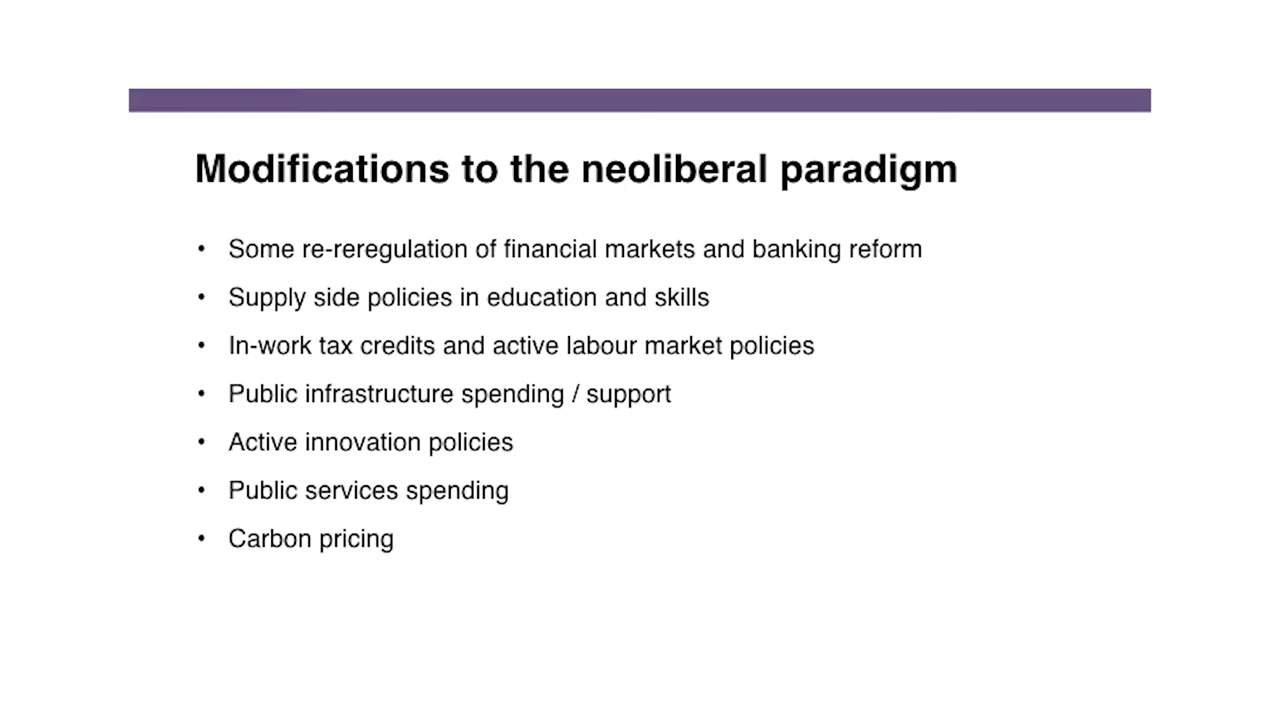 Modifications to the neoliberal paradigm
• Some re-reregulation of financial markets and banking reform
• Supply side policies in education and skills
• In-work tax credits and active labour market policies
• Public infrastructure spending / support
• Active innovation policies
• Public services spending
• Carbon pricing